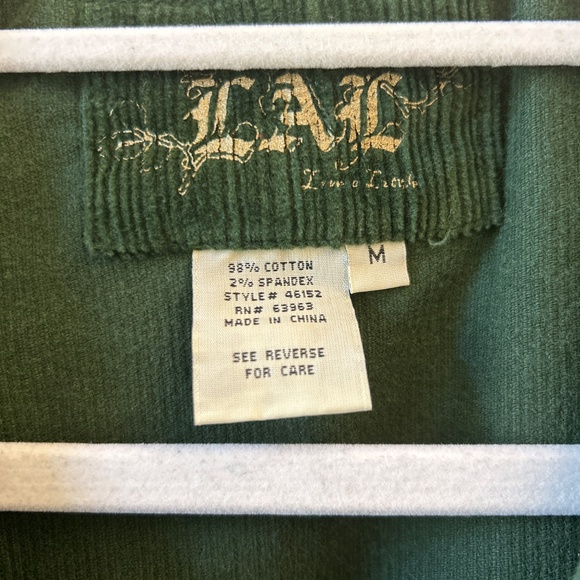 LAL
M
98% COTTON
2% SPANDEX
STYLE# 46152
RN# 63963
MADE IN CHINA
SEE REVERSE
FOR CARE